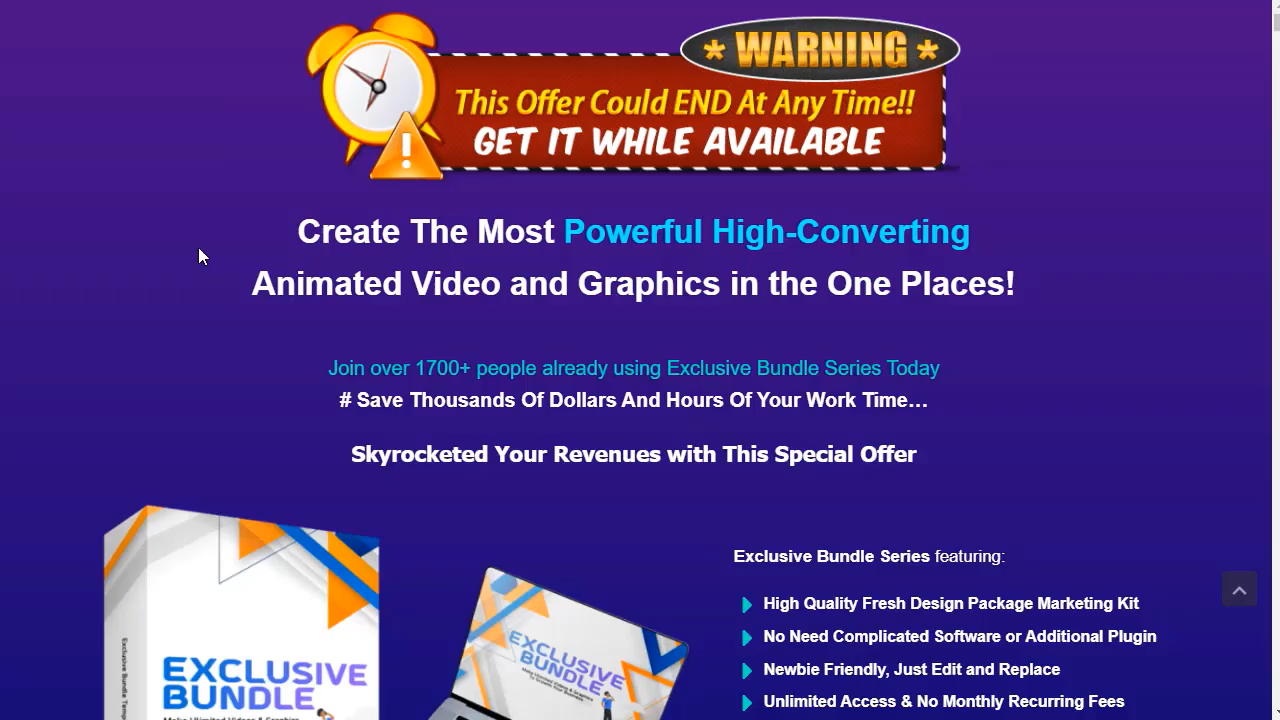 * WARNING *
This Offer Could END At Any Time!!
GET IT WHILE AVAILABLE
!
Create The Most Powerful High-Converting
Animated Video and Graphics in the One Places!
Join over 1700+ people already using Exclusive Bundle Series Today
# Save Thousands Of Dollars And Hours Of Your Work Time…
Skyrocketed Your Revenues with This Special Offer
Exclusive Bundle Series featuring:
High Quality Fresh Design Package Marketing Kit
No Need Complicated Software or Additional Plugin
Newbie Friendly, Just Edit and Replace
Unlimited Access & No Monthly Recurring Fees
EXCLUSIVE
BUNDLE
Exclusive Bundle
EXCLUSIVE
BUNDLE